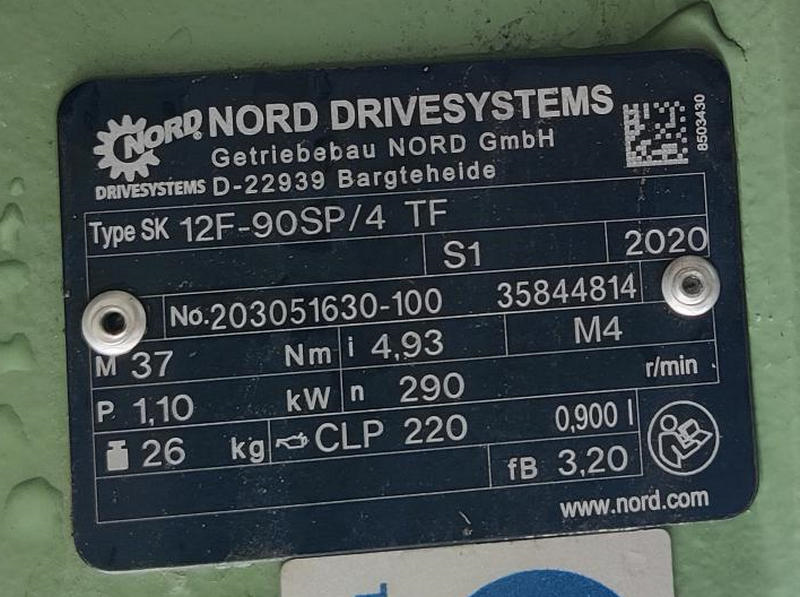 NORD DRIVESYSTEMS
NORD®
DRIVESYSTEMS
Getriebebau NORD GmbH
D-22939 Bargteheide
8503430
Type SK 12F-90SP/4 TF
S1 2020
No. 203051630-100 35844814
M 37 Nm i 4,93 M4
P 1,10 kW n 290 r/min
26 kg CLP 220 0,900 l
fB 3,20
www.nord.com